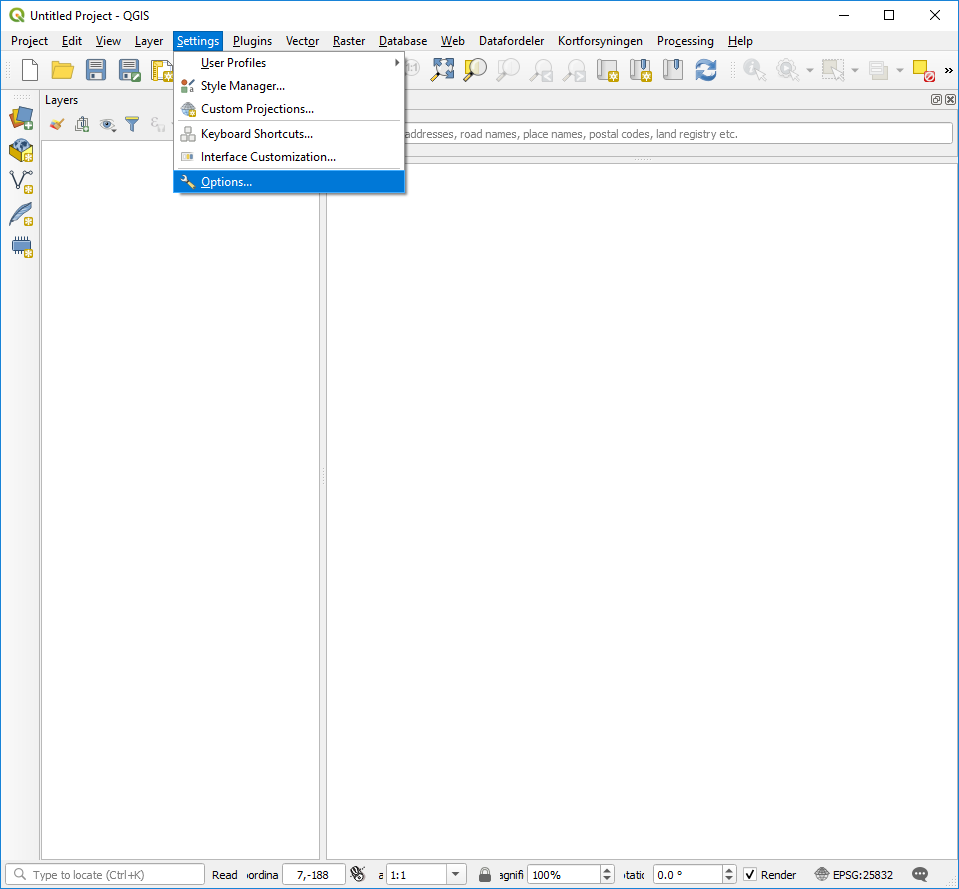 Untitled Project - QGIS
Project Edit View Layer Settings Plugins Vector Raster Database Web Datafordeler Kortforsyningen Processing Help
User Profiles
Style Manager...
Custom Projections...
Keyboard Shortcuts...
Interface Customization...
Options...
Layers
addresses, road names, place names, postal codes, land registry etc.
Type to locate (Ctrl+K) Read ordina 7,-188 a 1:1 agnifi 100% tatic 0.0 ° Render EPSG:25832